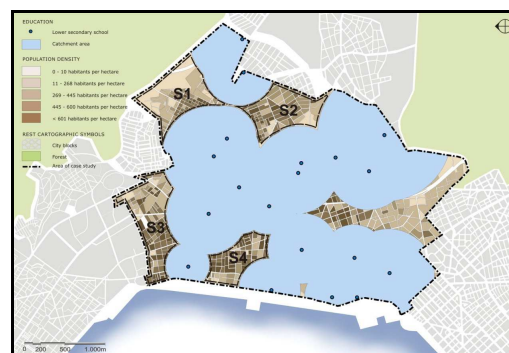 EDUCATION
Lower secondary school
Catchment area
POPULATION DENSITY
0 - 10 habitants per hectare
11 - 268 habitants per hectare
269 - 445 habitants per hectare
445 - 600 habitants per hectare
> 601 habitants per hectare
REST CARTOGRAPHIC SYMBOLS
City blocks
Forest
Area of case study
S1
S2
S3
S4
0 200 500 1.000m